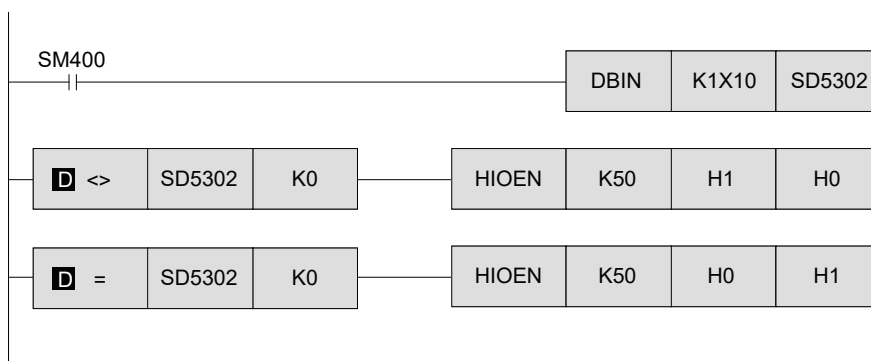 SM400
DBIN K1X10 SD5302
D <> SD5302 K0 HIOEN K50 H1 H0
D = SD5302 K0 HIOEN K50 H0 H1